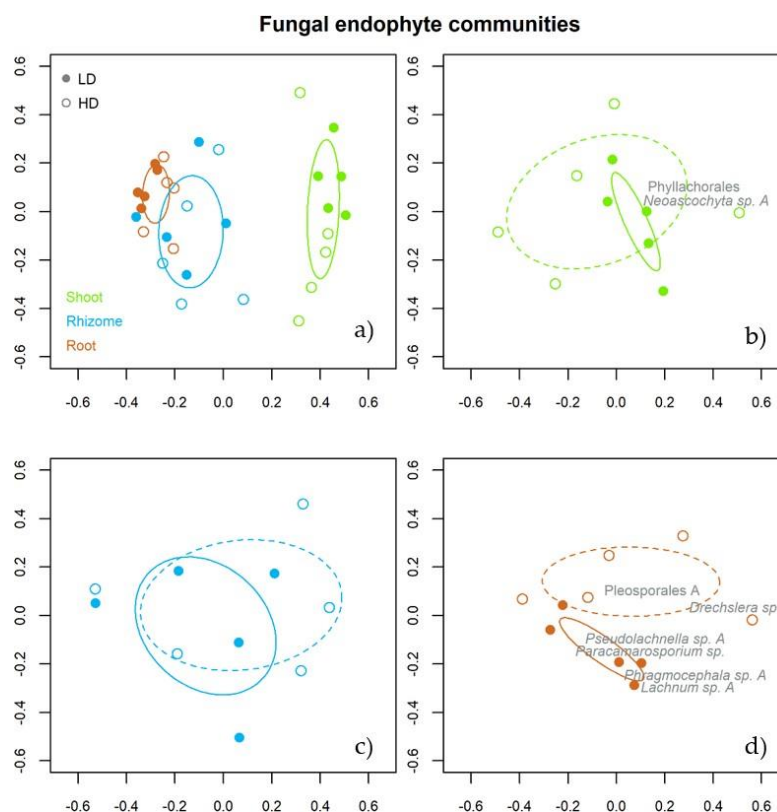 Fungal endophyte communities
0.6
0.4
0.2
0.0
-0.2
-0.4
-0.6
LD
HD
Shoot
Rhizome
Root
a)
-0.6 -0.4 -0.2 0.0 0.2 0.4 0.6
0.6
0.4
0.2
0.0
-0.2
-0.4
-0.6
Phyllachorales
Neoascochyta sp. A
b)
-0.6 -0.4 -0.2 0.0 0.2 0.4 0.6
0.6
0.4
0.2
0.0
-0.2
-0.4
-0.6
c)
-0.6 -0.4 -0.2 0.0 0.2 0.4 0.6
0.6
0.4
0.2
0.0
-0.2
-0.4
-0.6
Pleosporales A
Drechslera sp
Pseudolachnella sp. A
Paracamarosporium sp.
Phragmocephala sp. A
Lachnum sp. A
d)
-0.6 -0.4 -0.2 0.0 0.2 0.4 0.6